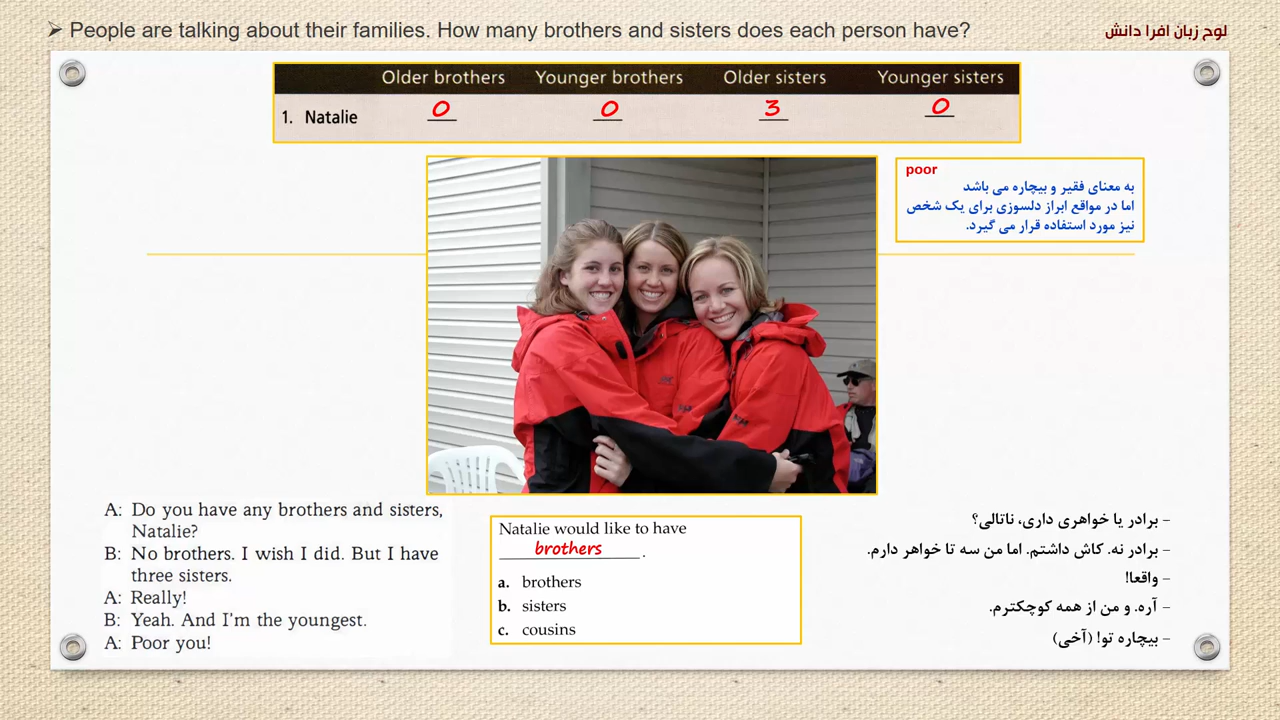 ➢ People are talking about their families. How many brothers and sisters does each person have?
لوح زبان افرا دانش
Older brothers Younger brothers Older sisters Younger sisters
1. Natalie 0 0 3 0
poor
به معنای فقیر و بیچاره می باشد
اما در مواقع ابراز دلسوزی برای یک شخص
نیز مورد استفاده قرار می گیرد.
A: Do you have any brothers and sisters,
Natalie?
B: No brothers. I wish I did. But I have
three sisters.
A: Really!
B: Yeah. And I'm the youngest.
A: Poor you!
Natalie would like to have
brothers .
a. brothers
b. sisters
c. cousins
- برادر یا خواهری داری، ناتالی؟
- برادر نه. کاش داشتم. اما من سه تا خواهر دارم.
- واقعا!
- آره. و من از همه کوچکترم.
- بیچاره تو! (آخی)